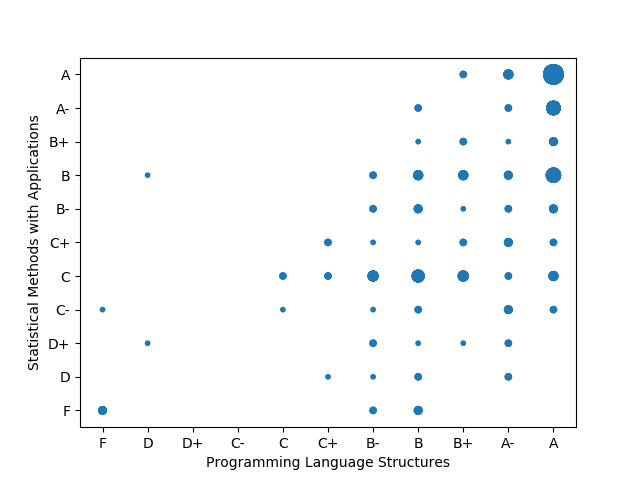 Statistical Methods with Applications
A
A-
B+
B
B-
C+
C
C-
D+
D
F
F D D+ C- C C+ B- B B+ A- A
Programming Language Structures